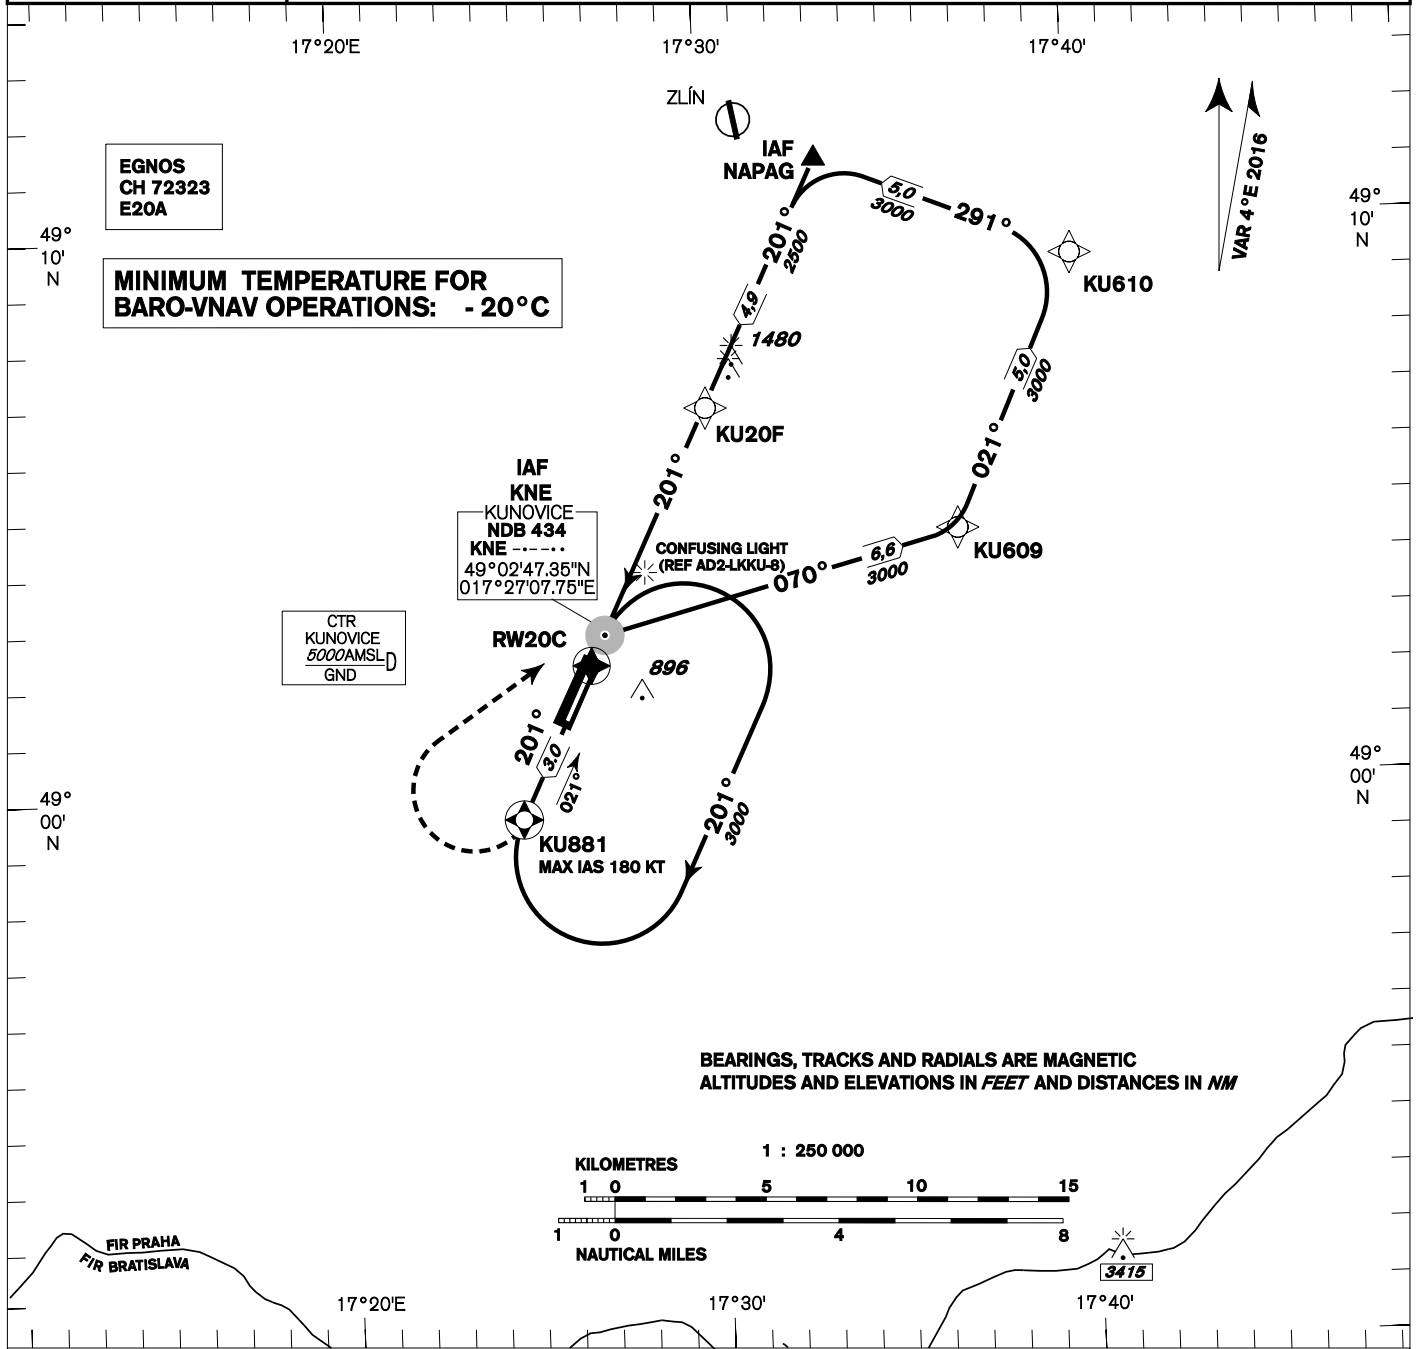 17°20'E
17°30'
17°40'
ZLÍN
IAF
NAPAG
VAR 4°E 2016
EGNOS
CH 72323
E20A
49°
10'
N
49°
10'
N
5,0
3000
291°
201°
2500
KU610
MINIMUM TEMPERATURE FOR
BARO-VNAV OPERATIONS: - 20°C
4,9
1480
5,0
3000
KU20F
021°
201°
IAF
KNE
KUNOVICE
NDB 434
KNE
49°02'47.35"N
017°27'07.75"E
CONFUSING LIGHT
(REF AD2-LKKU-8)
KU609
6,6
3000
070°
CTR
KUNOVICE
5000AMSL D
GND
RW20C
896
201°
3.0
021°
201°
3000
49°
00'
N
49°
00'
N
KU881
MAX IAS 180 KT
BEARINGS, TRACKS AND RADIALS ARE MAGNETIC
ALTITUDES AND ELEVATIONS IN FEET AND DISTANCES IN NM
1 : 250 000
KILOMETRES
1 0 5 10 15
1 0 4 8
NAUTICAL MILES
FIR PRAHA
FIR BRATISLAVA
3415
17°20'E
17°30'
17°40'